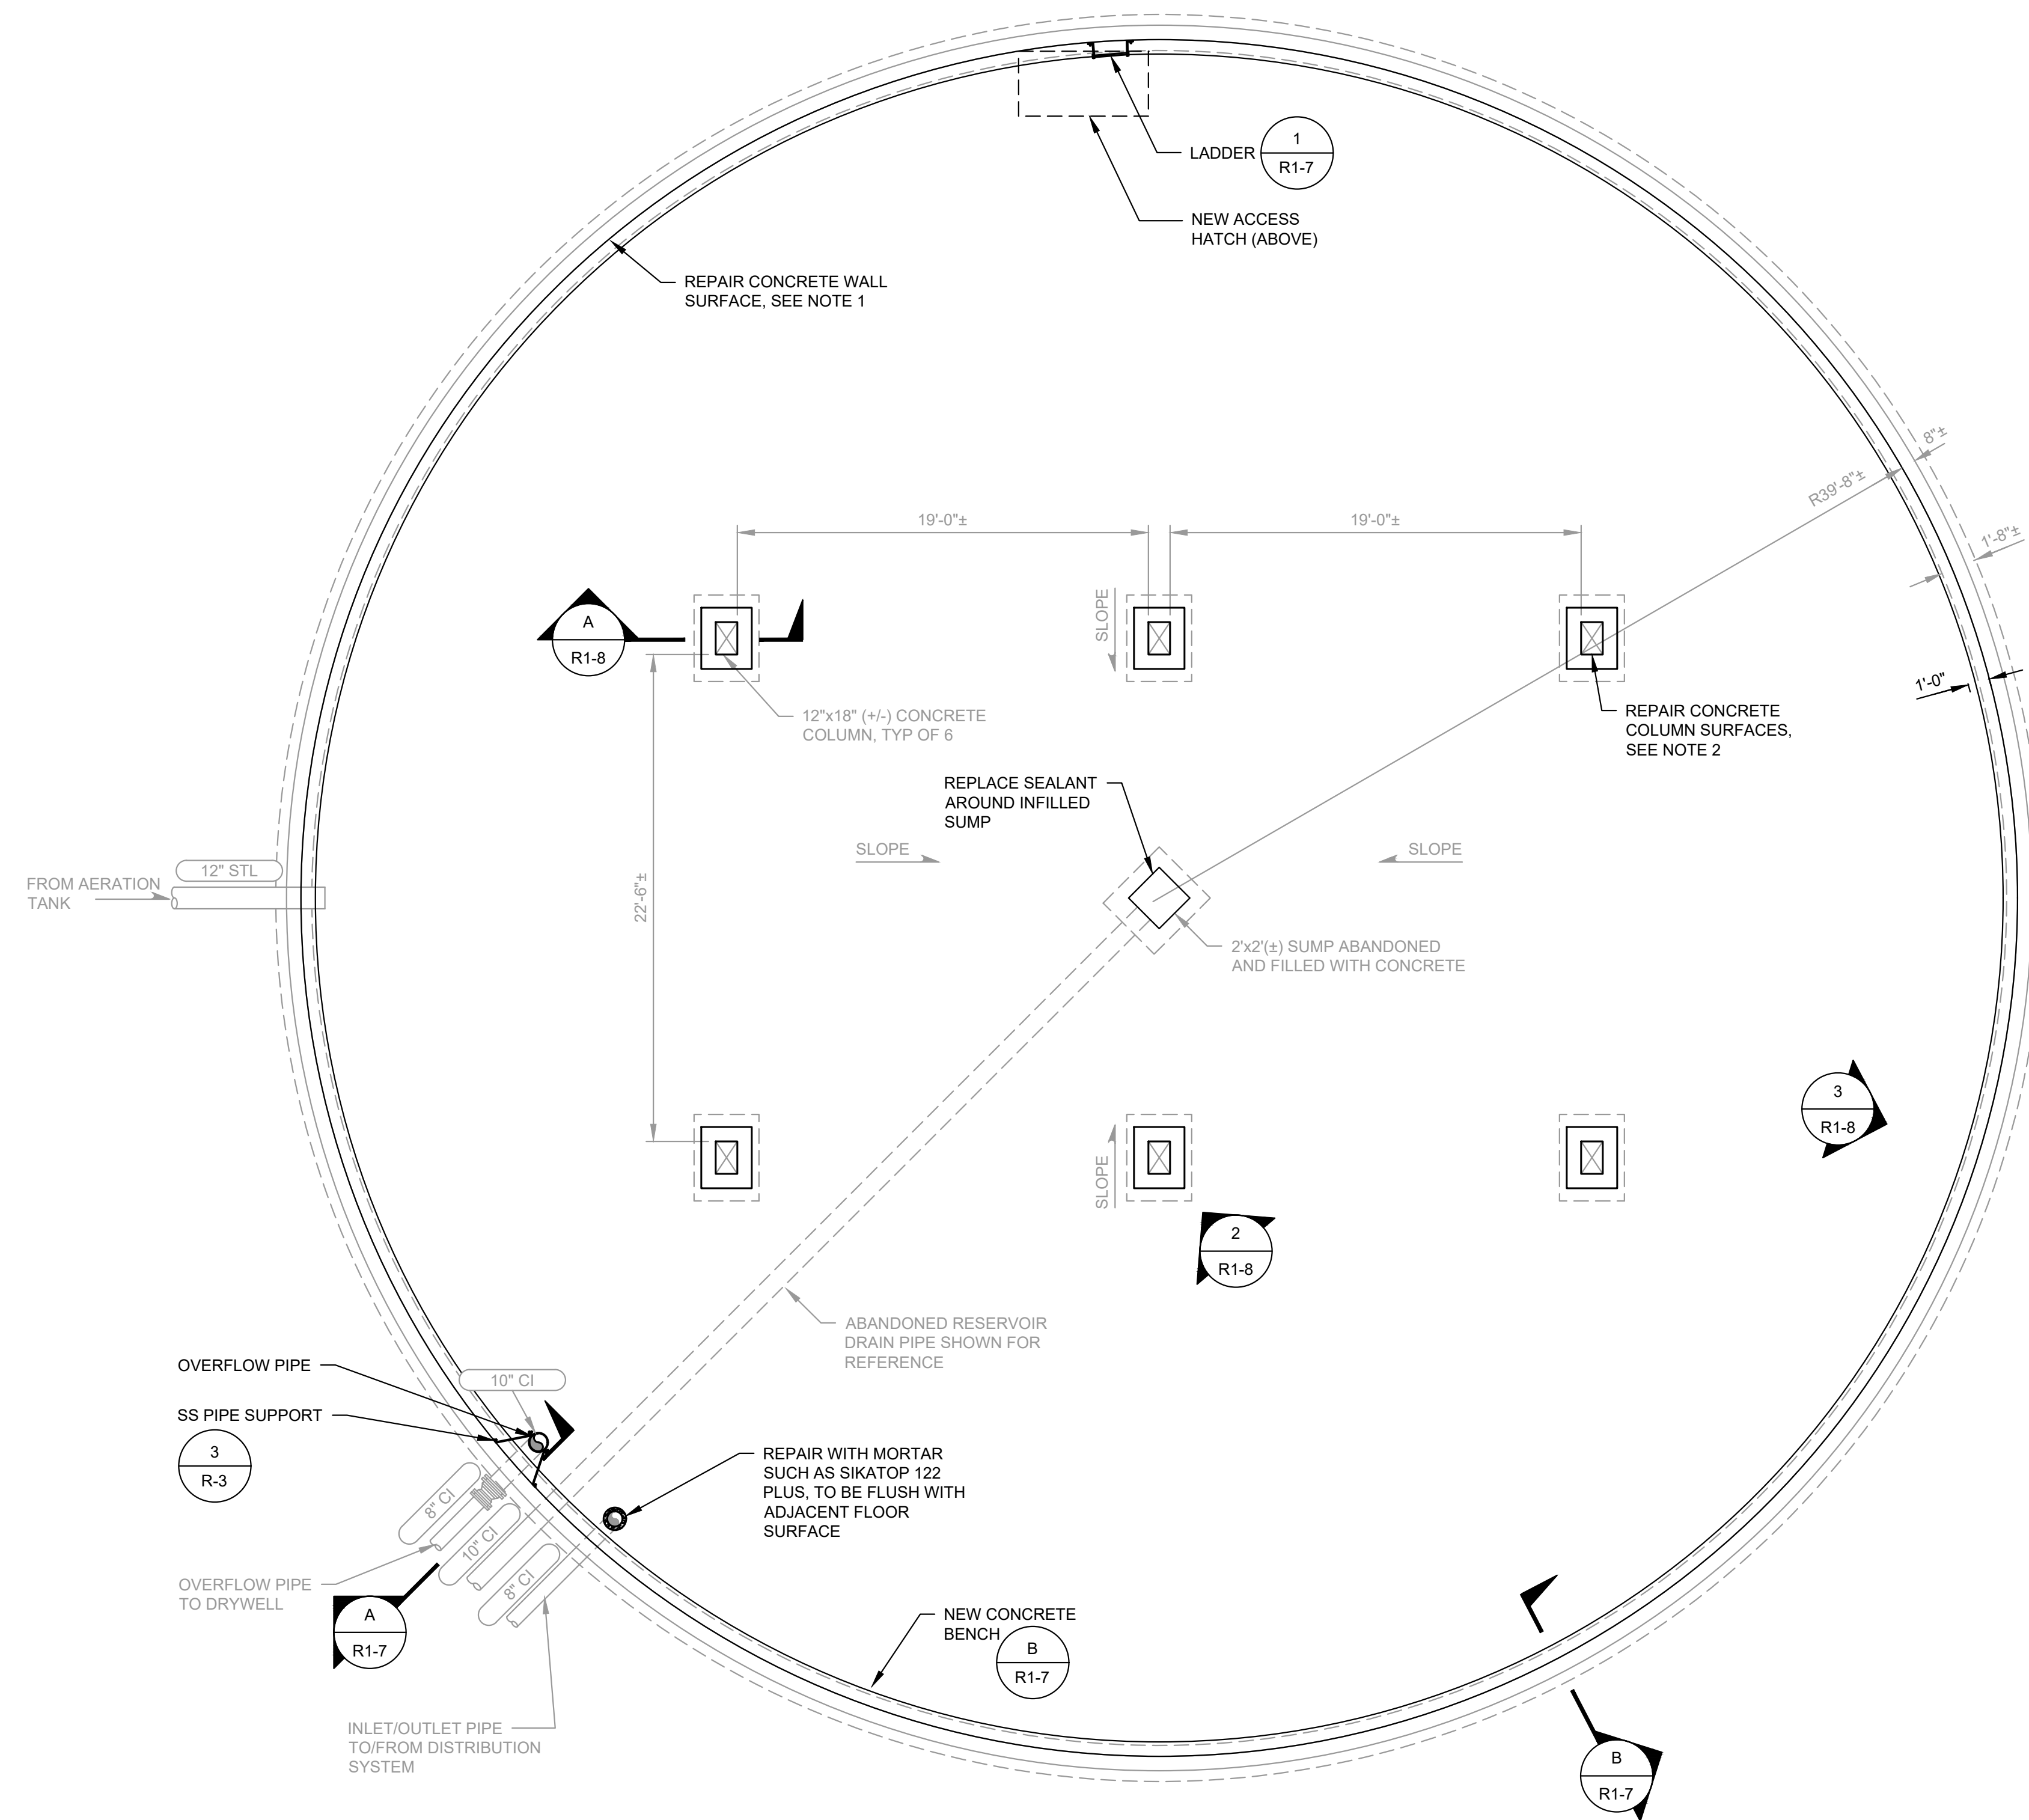 1
LADDER
R1-7
NEW ACCESS
HATCH (ABOVE)
REPAIR CONCRETE WALL
SURFACE, SEE NOTE 1
8"±
R39'-8"±
19'-0"±
19'-0"±
1'-8"±
SLOPE
A
R1-8
1'-0"
12"x18" (+/-) CONCRETE
COLUMN, TYP OF 6
REPAIR CONCRETE
COLUMN SURFACES,
SEE NOTE 2
REPLACE SEALANT
AROUND INFILLED
SUMP
SLOPE
SLOPE
12" STL
FROM AERATION
TANK
22'-6"±
2'x2'(±) SUMP ABANDONED
AND FILLED WITH CONCRETE
3
R1-8
SLOPE
2
R1-8
ABANDONED RESERVOIR
DRAIN PIPE SHOWN FOR
REFERENCE
OVERFLOW PIPE
10" CI
SS PIPE SUPPORT
3
R-3
REPAIR WITH MORTAR
SUCH AS SIKATOP 122
PLUS, TO BE FLUSH WITH
ADJACENT FLOOR
SURFACE
8" CI
10" CI
8" CI
OVERFLOW PIPE
TO DRYWELL
A
R1-7
NEW CONCRETE
BENCH
B
R1-7
INLET/OUTLET PIPE
TO/FROM DISTRIBUTION
SYSTEM
B
R1-7